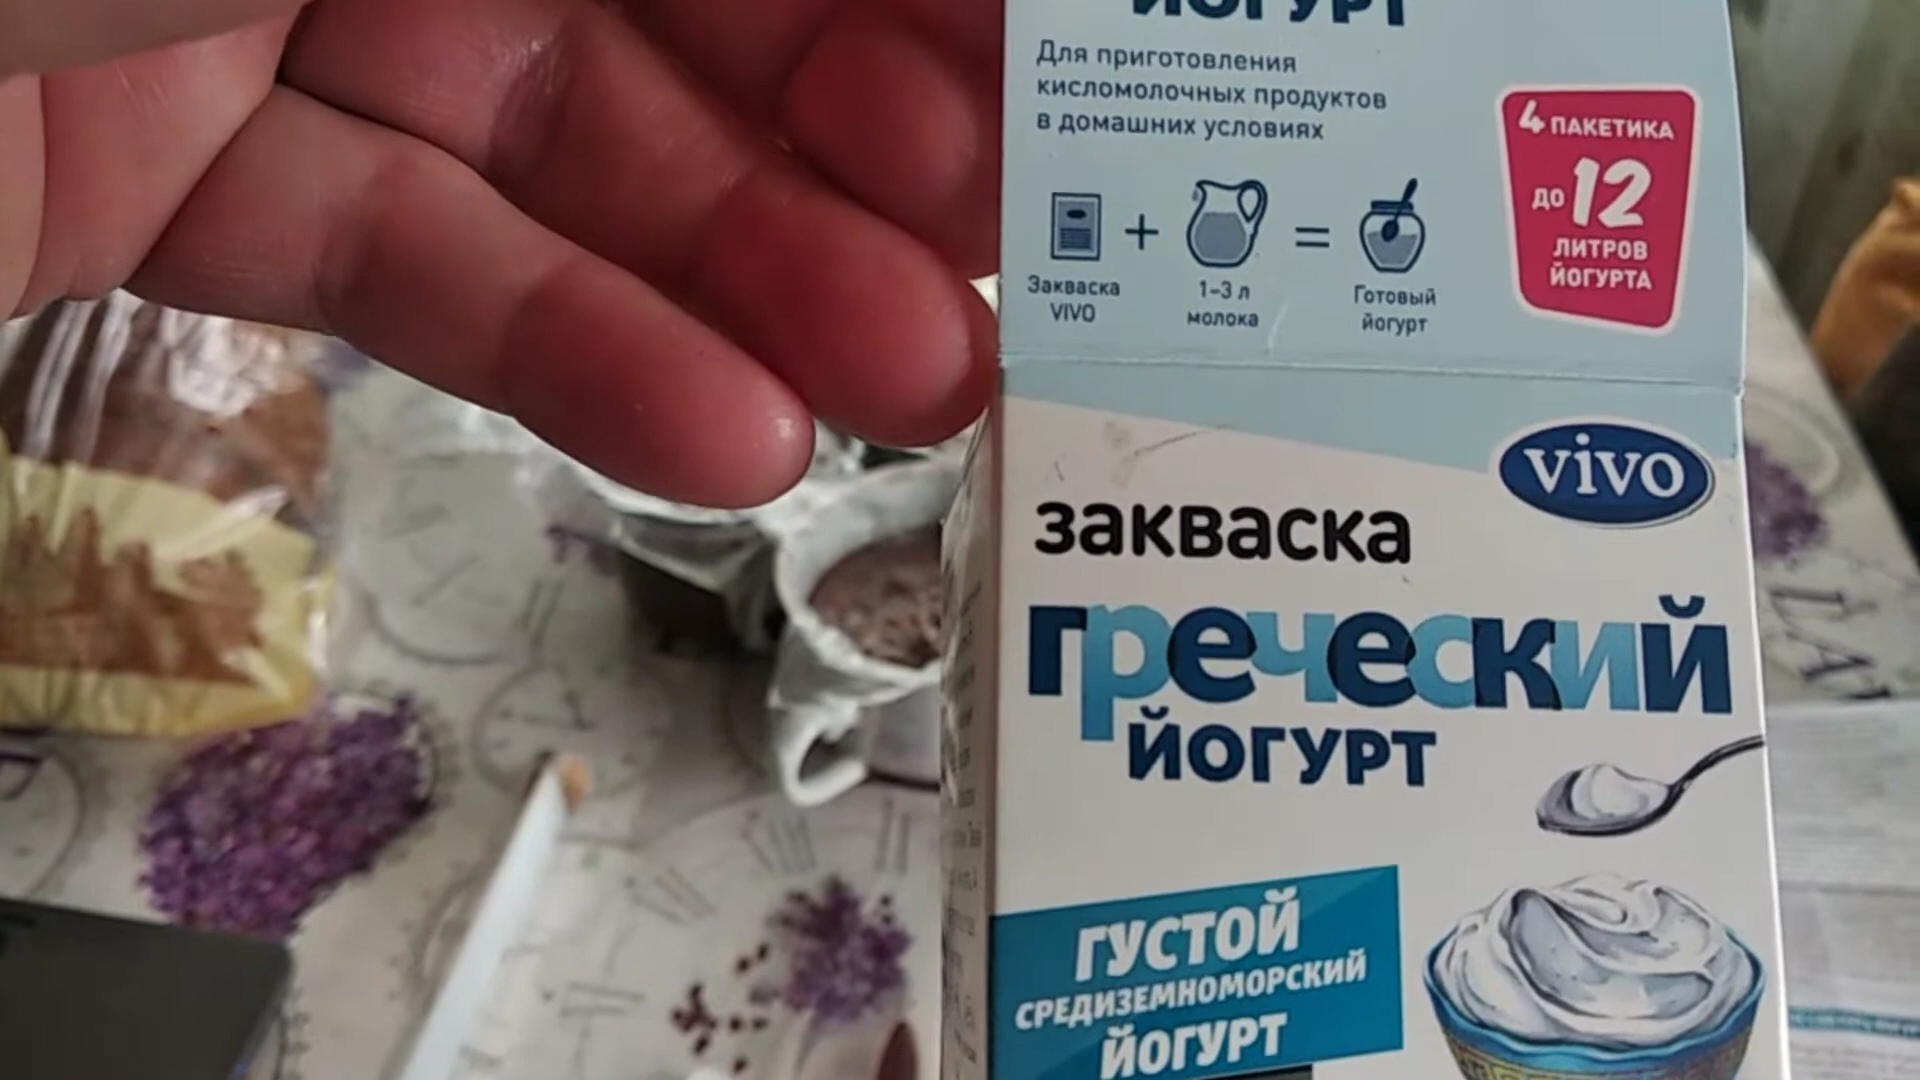 ЙОГУРТ
Для приготовления
кисломолочных продуктов
в домашних условиях
4 ПАКЕТИКА
ДО 12
ЛИТРОВ
ЙОГУРТА
+ =
Закваска
VIVO
1-3 л
молока
Готовый
йогурт
vivo
закваска
греческий
йогурт
ГУСТОЙ
СРЕДИЗЕМНОМОРСКИЙ
ЙОГУРТ